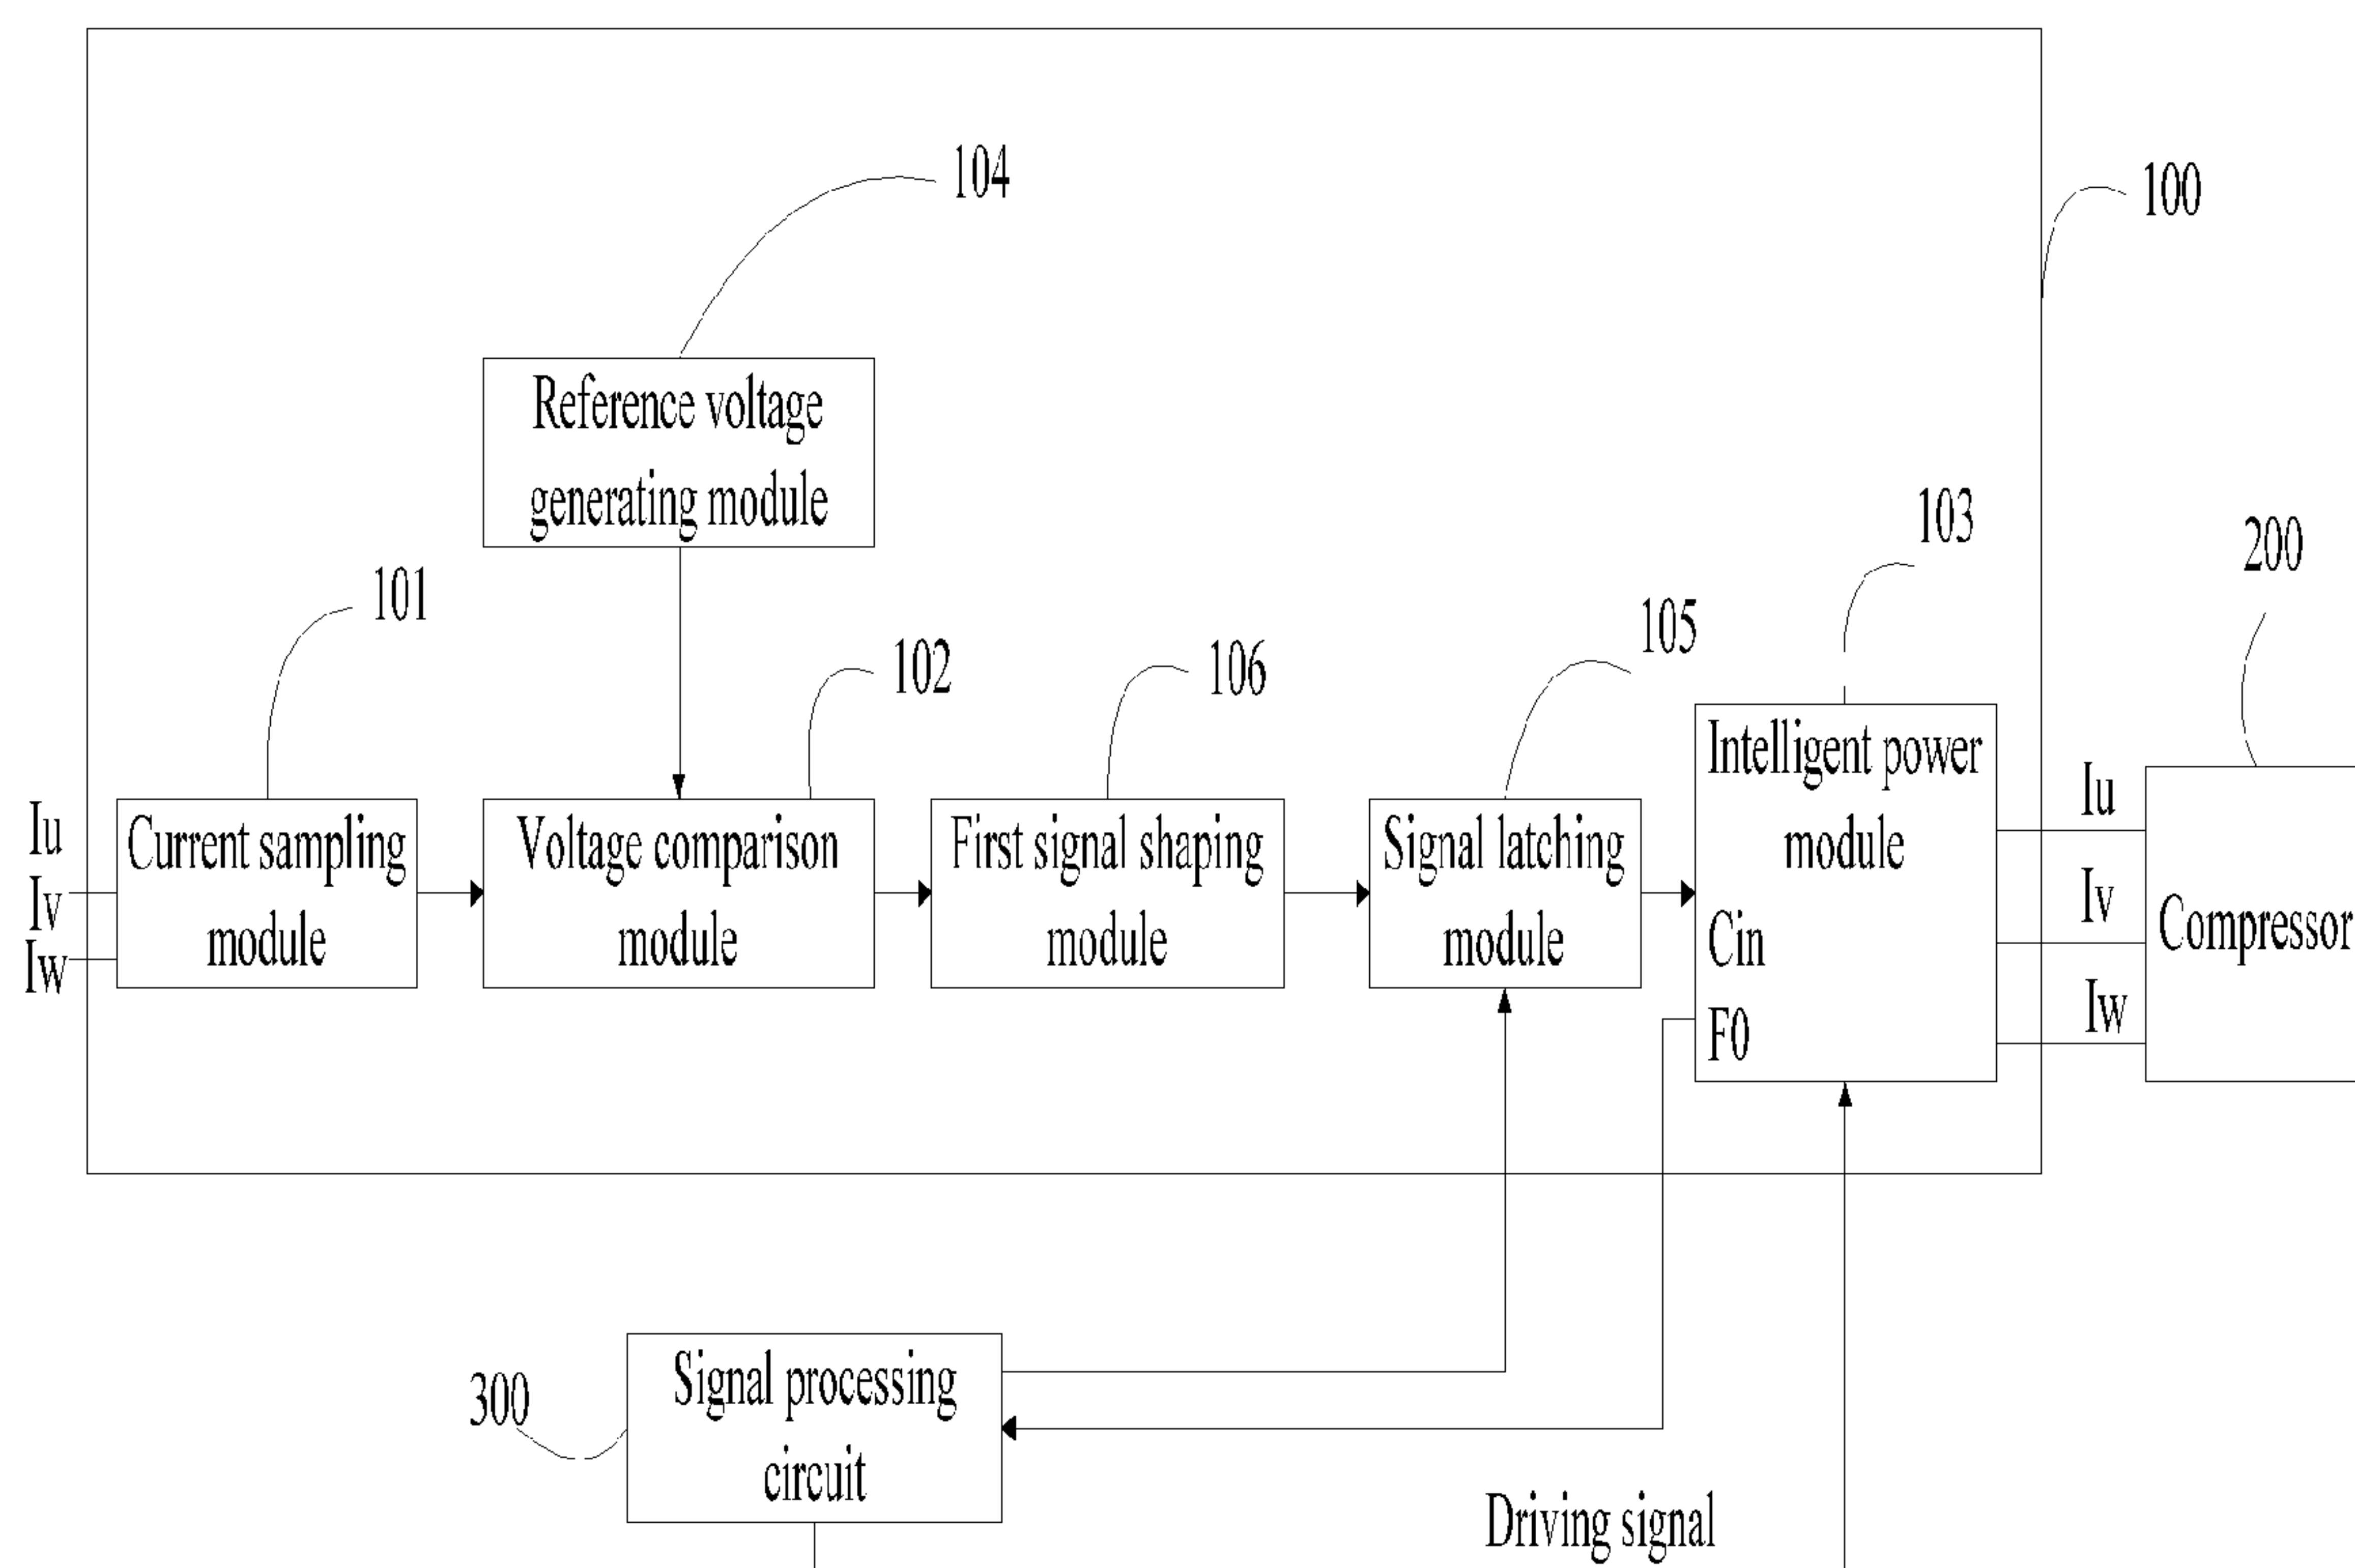 104
100
Reference voltage
generating module
103
200
101
105
102
106
Intelligent power
module
Iu
Iu
Current sampling
module
Voltage comparison
module
First signal shaping
module
Signal latching
module
Iv
Iv
Compressor
Cin
Iw
Iw
F0
Signal processing
circuit
300
Driving signal